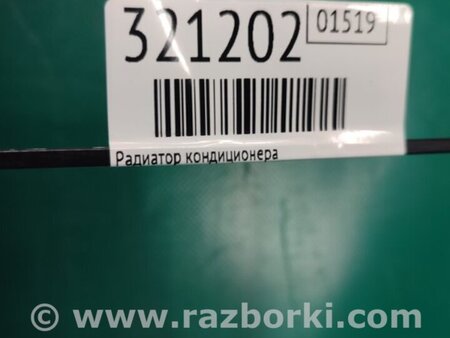 321202
01519
Радиатор кондиционера
© www.razborki.com